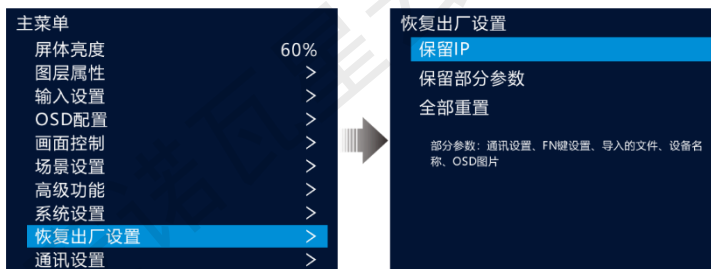 主菜单
屏体亮度 60%
图层属性 >
输入设置 >
OSD配置 >
画面控制 >
场景设置 >
高级功能 >
系统设置 >
恢复出厂设置 >
通讯设置 >
恢复出厂设置
保留IP
保留部分参数
全部重置
部分参数：通讯设置、FN键设置、导入的文件、设备名
称、OSD图片